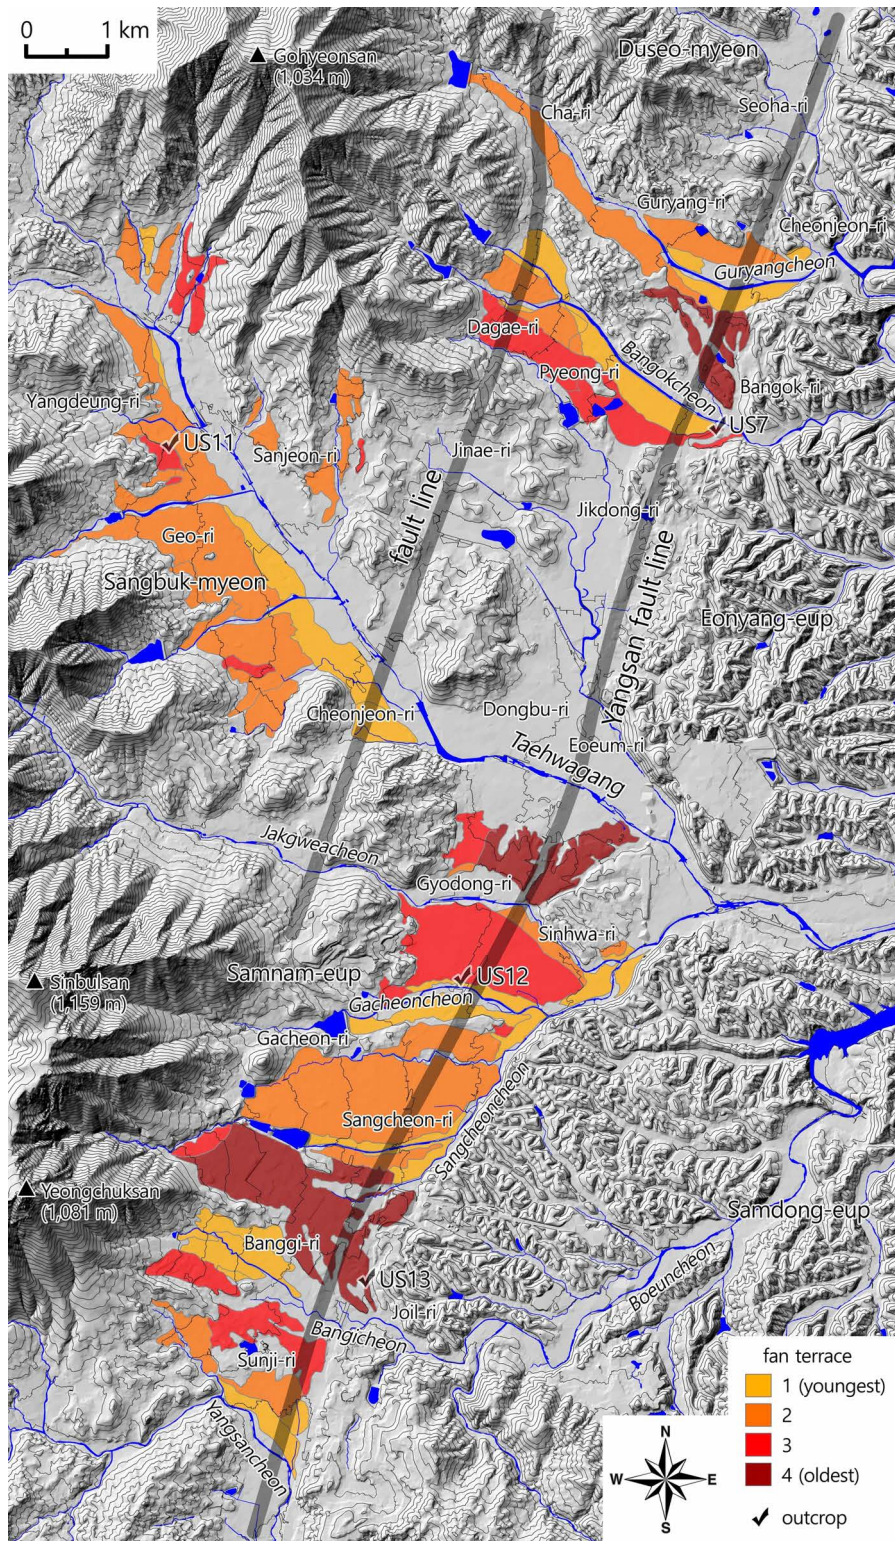 0 1 km
Gohyeonsan
(1,034 m)
Duseo-myeon
Seoha-ri
Cha-ri
Guryang-ri
Cheonjeon-ri
Guryangcheon
Dagae-ri
Bangokcheon
Pyeong-ri
Bangok-ri
US7
Yangdeung-ri
US11
Sanjeon-ri
Jinae-ri
fault line
Jikdong-ri
Geo-ri
Sangbuk-myeon
Yangsan fault line
Eonyang-eup
Cheonjeon-ri
Dongbu-ri
Eoeum-ri
Taehwagang
Jakgweacheon
Gyodong-ri
Sinhwa-ri
Samnam-eup
US12
Sinbulsan
(1,159 m)
Gacheoncheon
Gacheon-ri
Sangcheon-ri
Sangcheoncheon
Yeongchuksan
(1,081 m)
Samdong-eup
Banggi-ri
US13
Joil-ri
Boeuncheon
Bangicheon
Sunji-ri
Yangsancheon
fan terrace
1 (youngest)
2
3
4 (oldest)
outcrop
N
W E
S